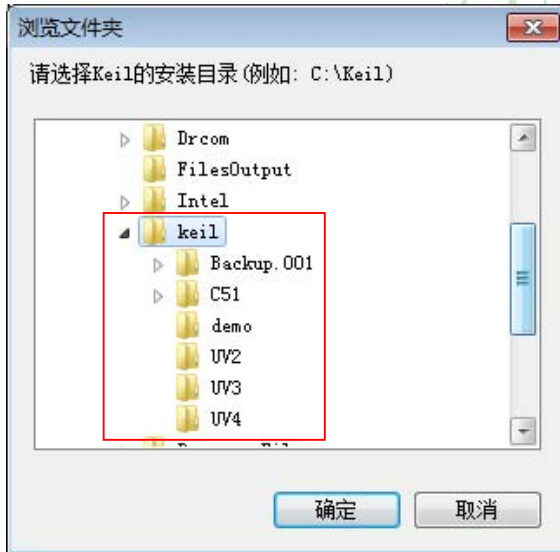 浏览文件夹
请选择Keil的安装目录(例如: C:\Keil)
Drcom
FilesOutput
Intel
keil
Backup.001
C51
demo
UV2
UV3
UV4
确定
取消